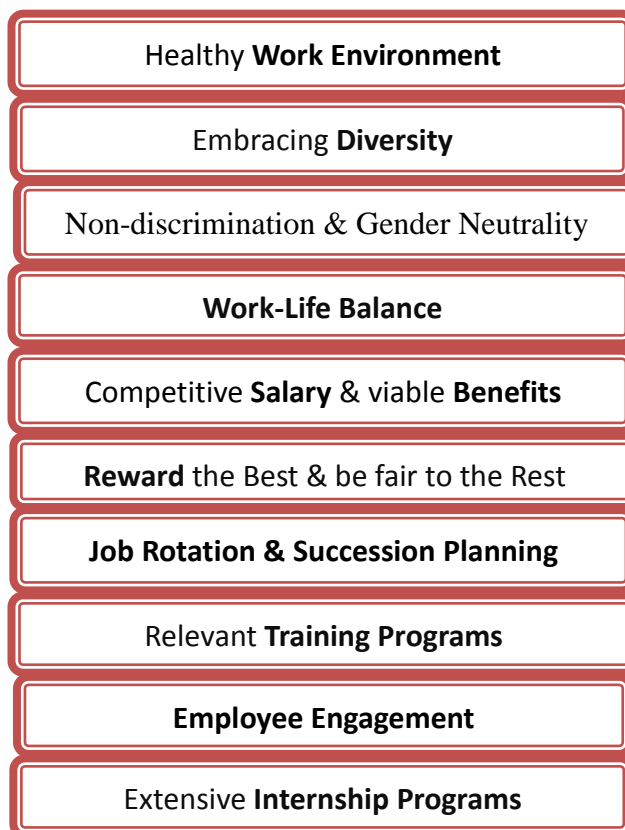 Healthy Work Environment
Embracing Diversity
Non-discrimination & Gender Neutrality
Work-Life Balance
Competitive Salary & viable Benefits
Reward the Best & be fair to the Rest
Job Rotation & Succession Planning
Relevant Training Programs
Employee Engagement
Extensive Internship Programs